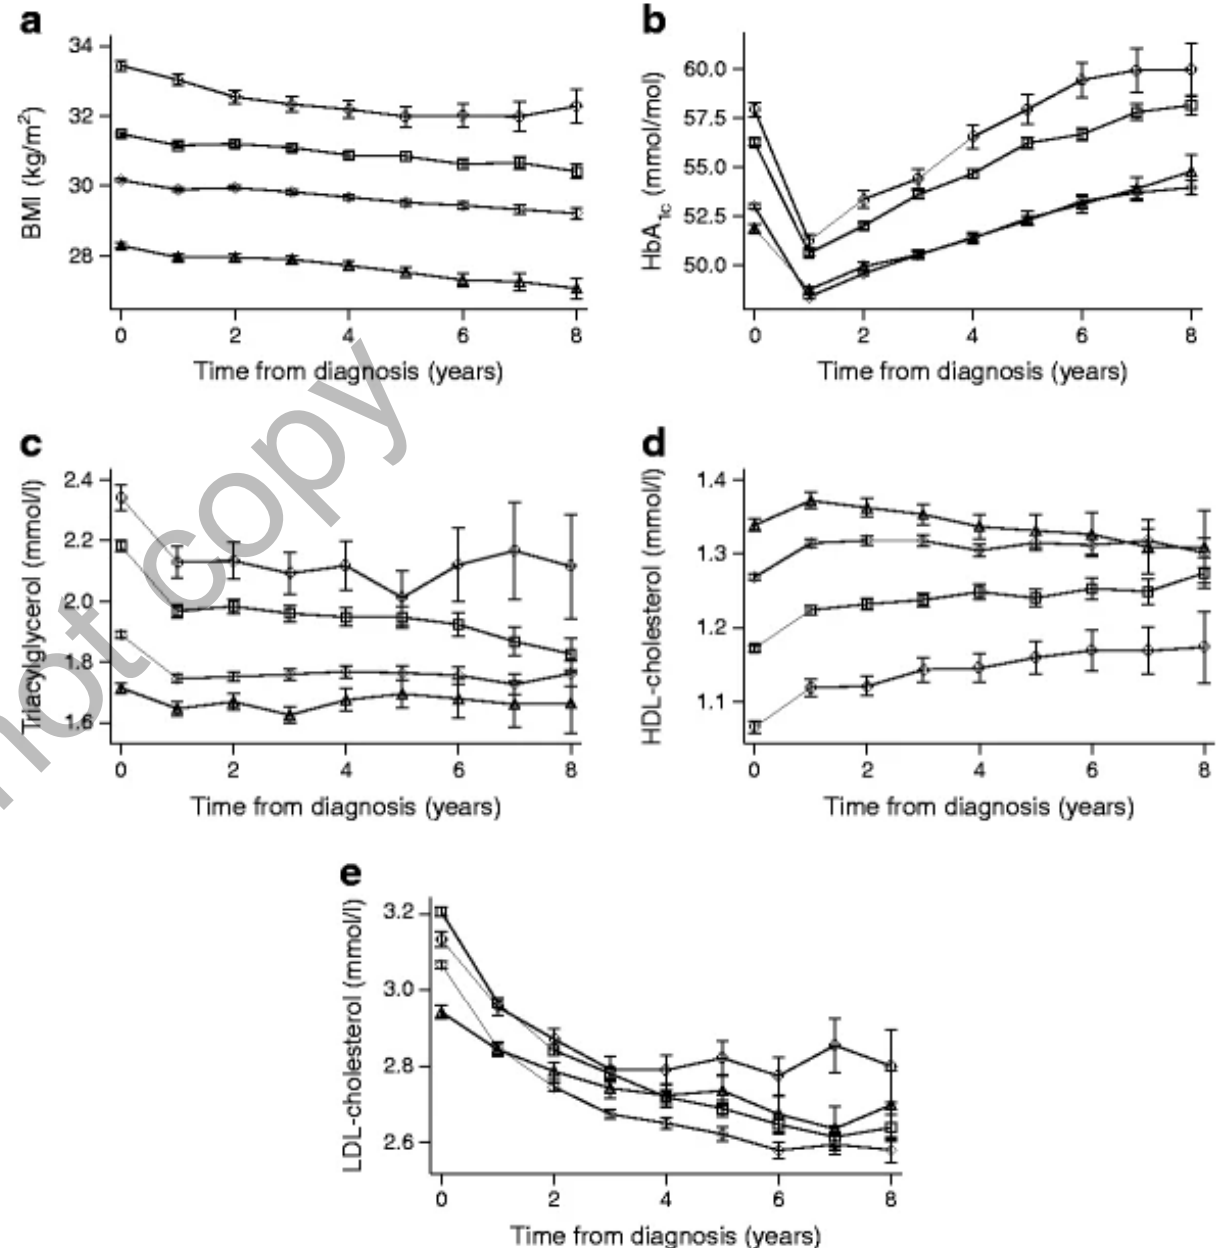 a
BMI (kg/m²)
34
32
30
28
0 2 4 6 8
Time from diagnosis (years)
b
HbA1c (mmol/mol)
60.0
57.5
55.0
52.5
50.0
0 2 4 6 8
Time from diagnosis (years)
c
Triacylglycerol (mmol/l)
2.4
2.2
2.0
1.8
1.6
0 2 4 6 8
Time from diagnosis (years)
d
HDL-cholesterol (mmol/l)
1.4
1.3
1.2
1.1
0 2 4 6 8
Time from diagnosis (years)
e
LDL-cholesterol (mmol/l)
3.2
3.0
2.8
2.6
0 2 4 6 8
Time from diagnosis (years)
not copy